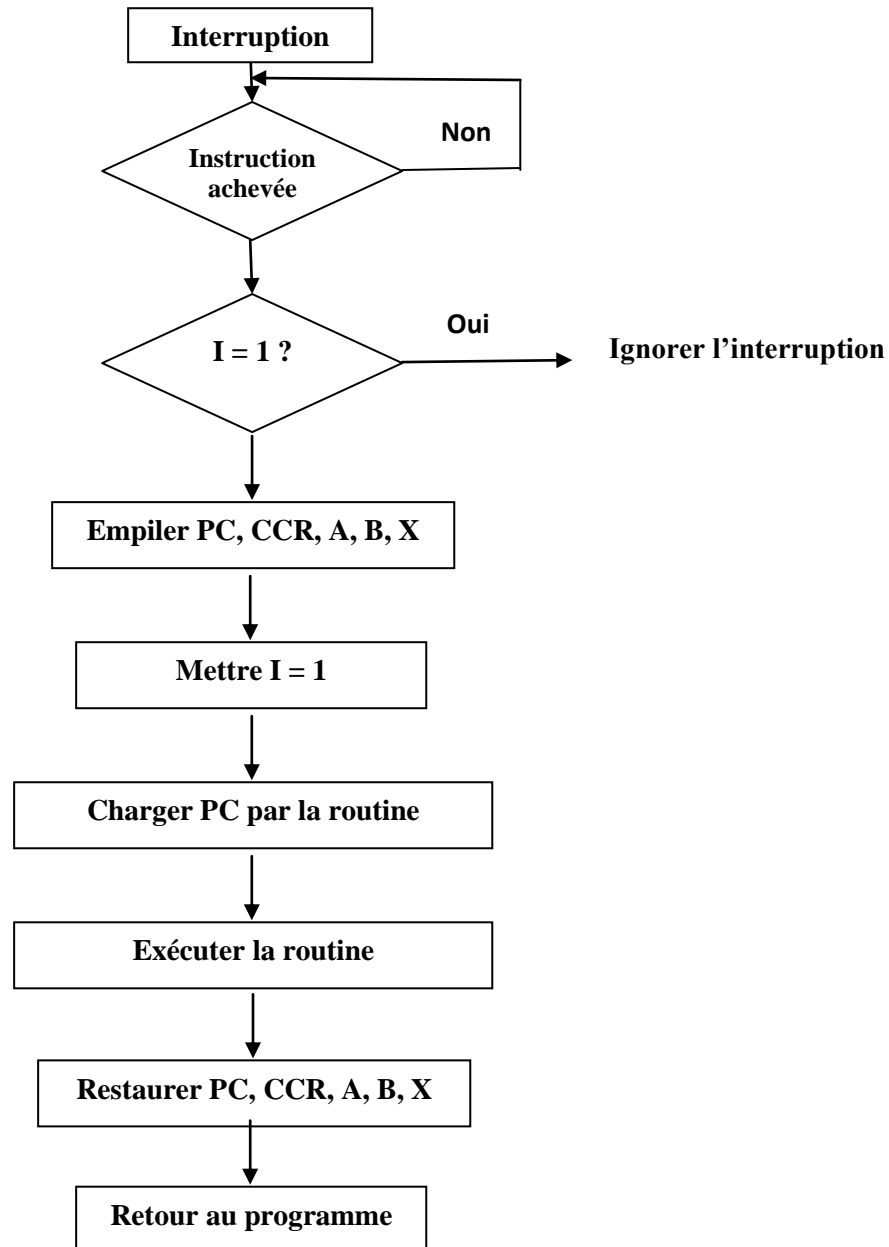 Interruption
Non
Instruction
achevée
Oui
I = 1 ?
Ignorer l’interruption
Empiler PC, CCR, A, B, X
Mettre I = 1
Charger PC par la routine
Exécuter la routine
Restaurer PC, CCR, A, B, X
Retour au programme